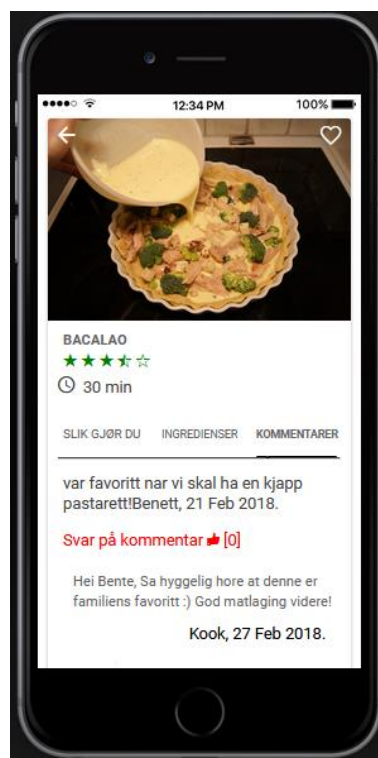 12:34 PM 100%
BACALAO
30 min
SLIK GJØR DU INGREDIENSER KOMMENTARER
var favoritt nar vi skal ha en kjapp
pastarett!Benett, 21 Feb 2018.
Svar på kommentar [0]
Hei Bente, Sa hyggelig hore at denne er
familiens favoritt :) God matlaging videre!
Kook, 27 Feb 2018.